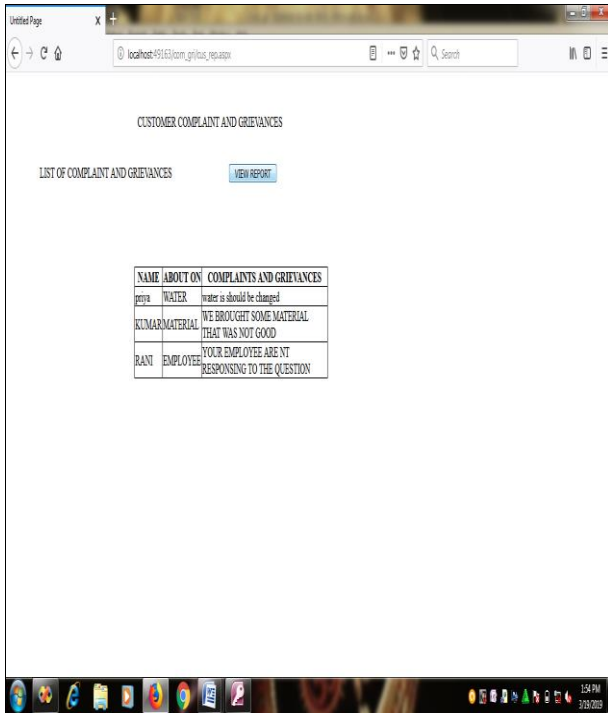 Untitled Page
localhost:49163/com_gri/cus_rep.aspx
Search
CUSTOMER COMPLAINT AND GRIEVANCES
LIST OF COMPLAINT AND GRIEVANCES VIEW REPORT
NAME ABOUT ON COMPLAINTS AND GRIEVANCES
priya WATER water is should be changed
KUMAR MATERIAL WE BROUGHT SOME MATERIAL
THAT WAS NOT GOOD
RANI EMPLOYEE YOUR EMPLOYEE ARE NT
RESPONSING TO THE QUESTION
1:54 PM
3/19/2019